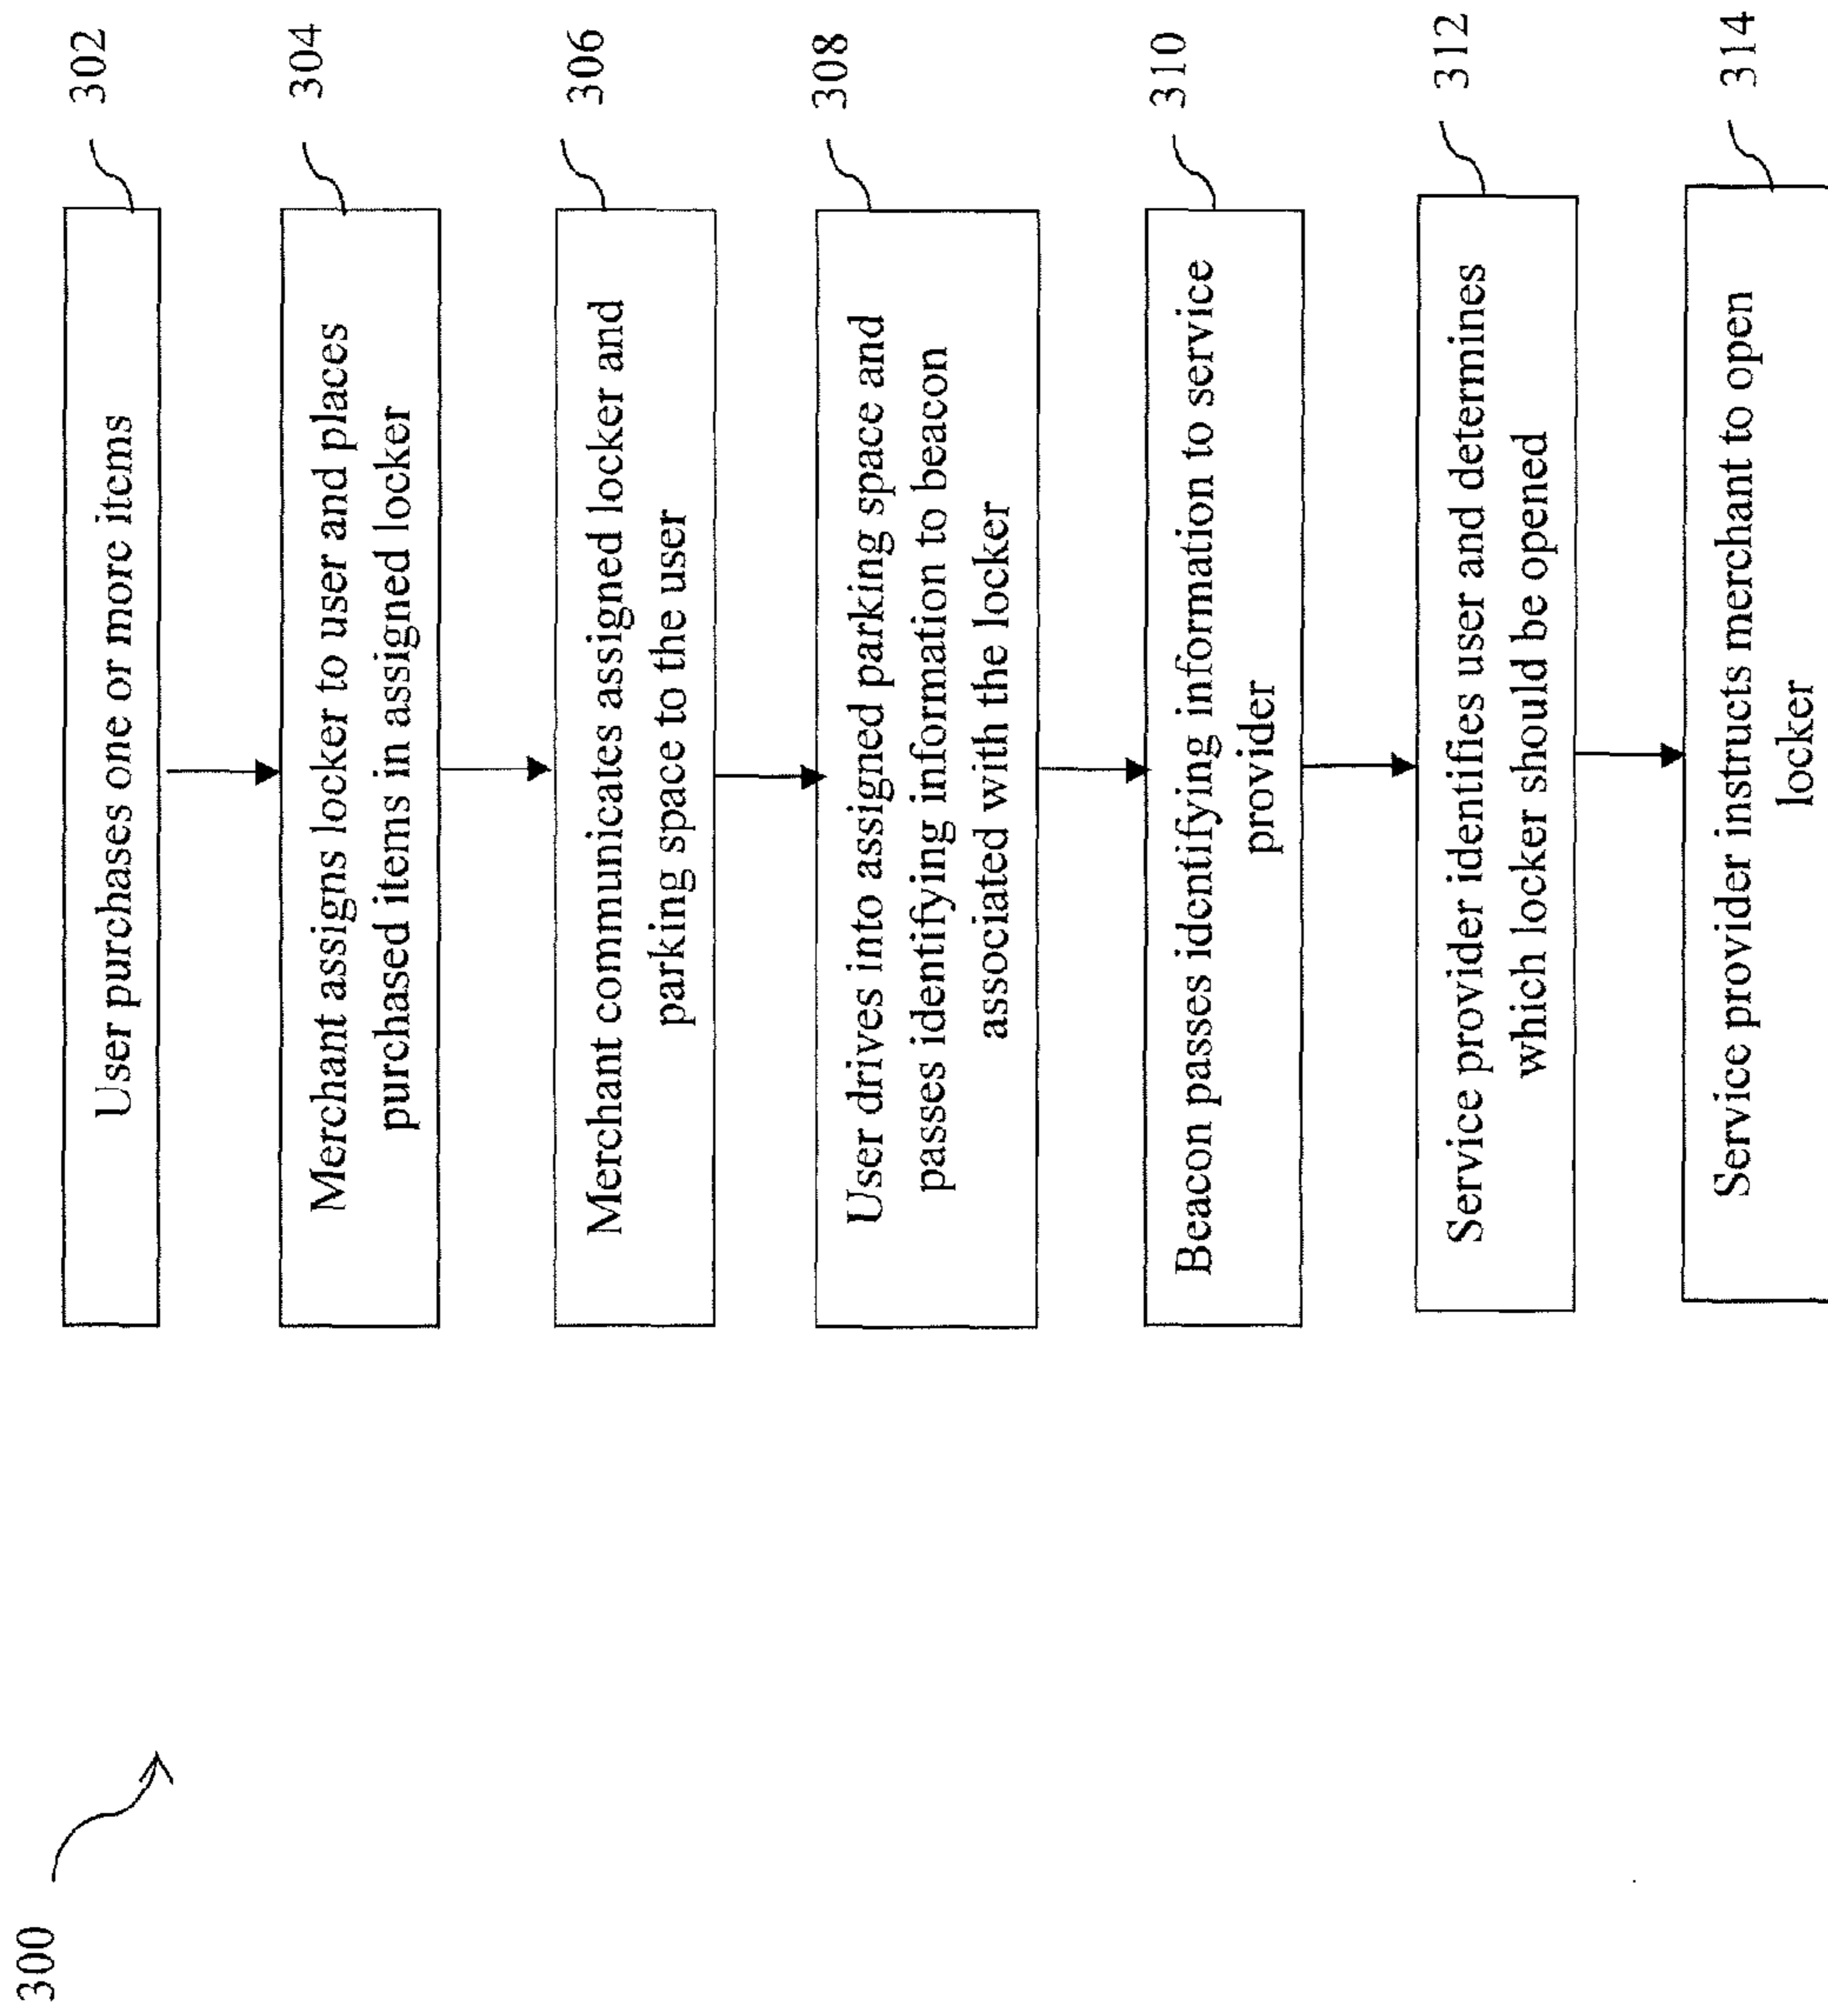 300
User purchases one or more items
302
Merchant assigns locker to user and places
purchased items in assigned locker
304
Merchant communicates assigned locker and
parking space to the user
306
User drives into assigned parking space and
passes identifying information to beacon
associated with the locker
308
Beacon passes identifying information to service
provider
310
Service provider identifies user and determines
which locker should be opened
312
Service provider instructs merchant to open
locker
314